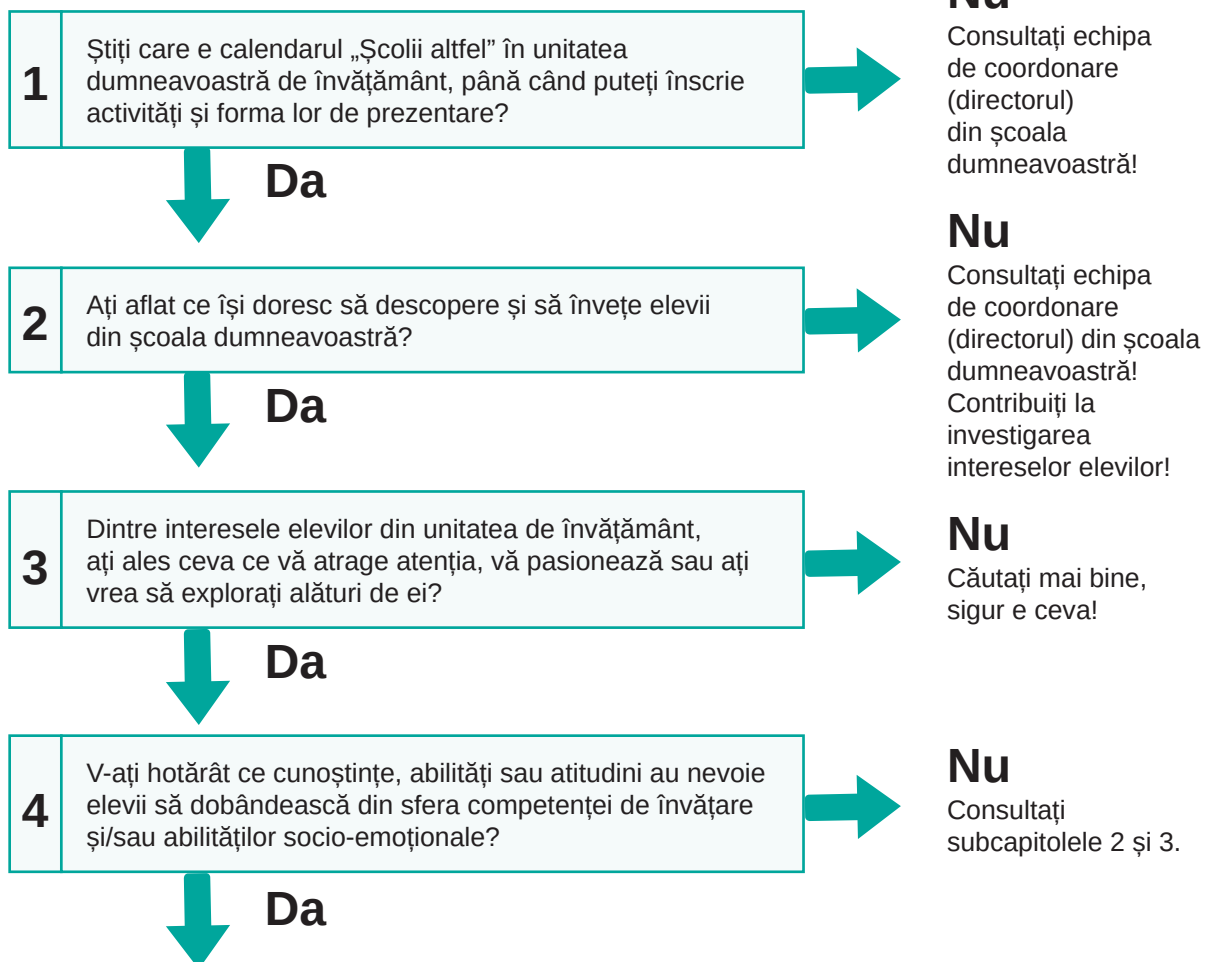 Nu
1
Știți care e calendarul „Școlii altfel” în unitatea
dumneavoastră de învățământ, până când puteți înscrie
activități și forma lor de prezentare?
Consultați echipa
de coordonare
(directorul)
din școala
dumneavoastră!
Da
2
Ați aflat ce își doresc să descopere și să învețe elevii
din școala dumneavoastră?
Nu
Consultați echipa
de coordonare
(directorul) din școala
dumneavoastră!
Contribuiți la
investigarea
intereselor elevilor!
Da
3
Dintre interesele elevilor din unitatea de învățământ,
ați ales ceva ce vă atrage atenția, vă pasionează sau ați
vrea să explorați alături de ei?
Nu
Căutați mai bine,
sigur e ceva!
Da
4
V-ați hotărât ce cunoștințe, abilități sau atitudini au nevoie
elevii să dobândească din sfera competenței de învățare
și/sau abilităților socio-emoționale?
Nu
Consultați
subcapitolele 2 și 3.
Da